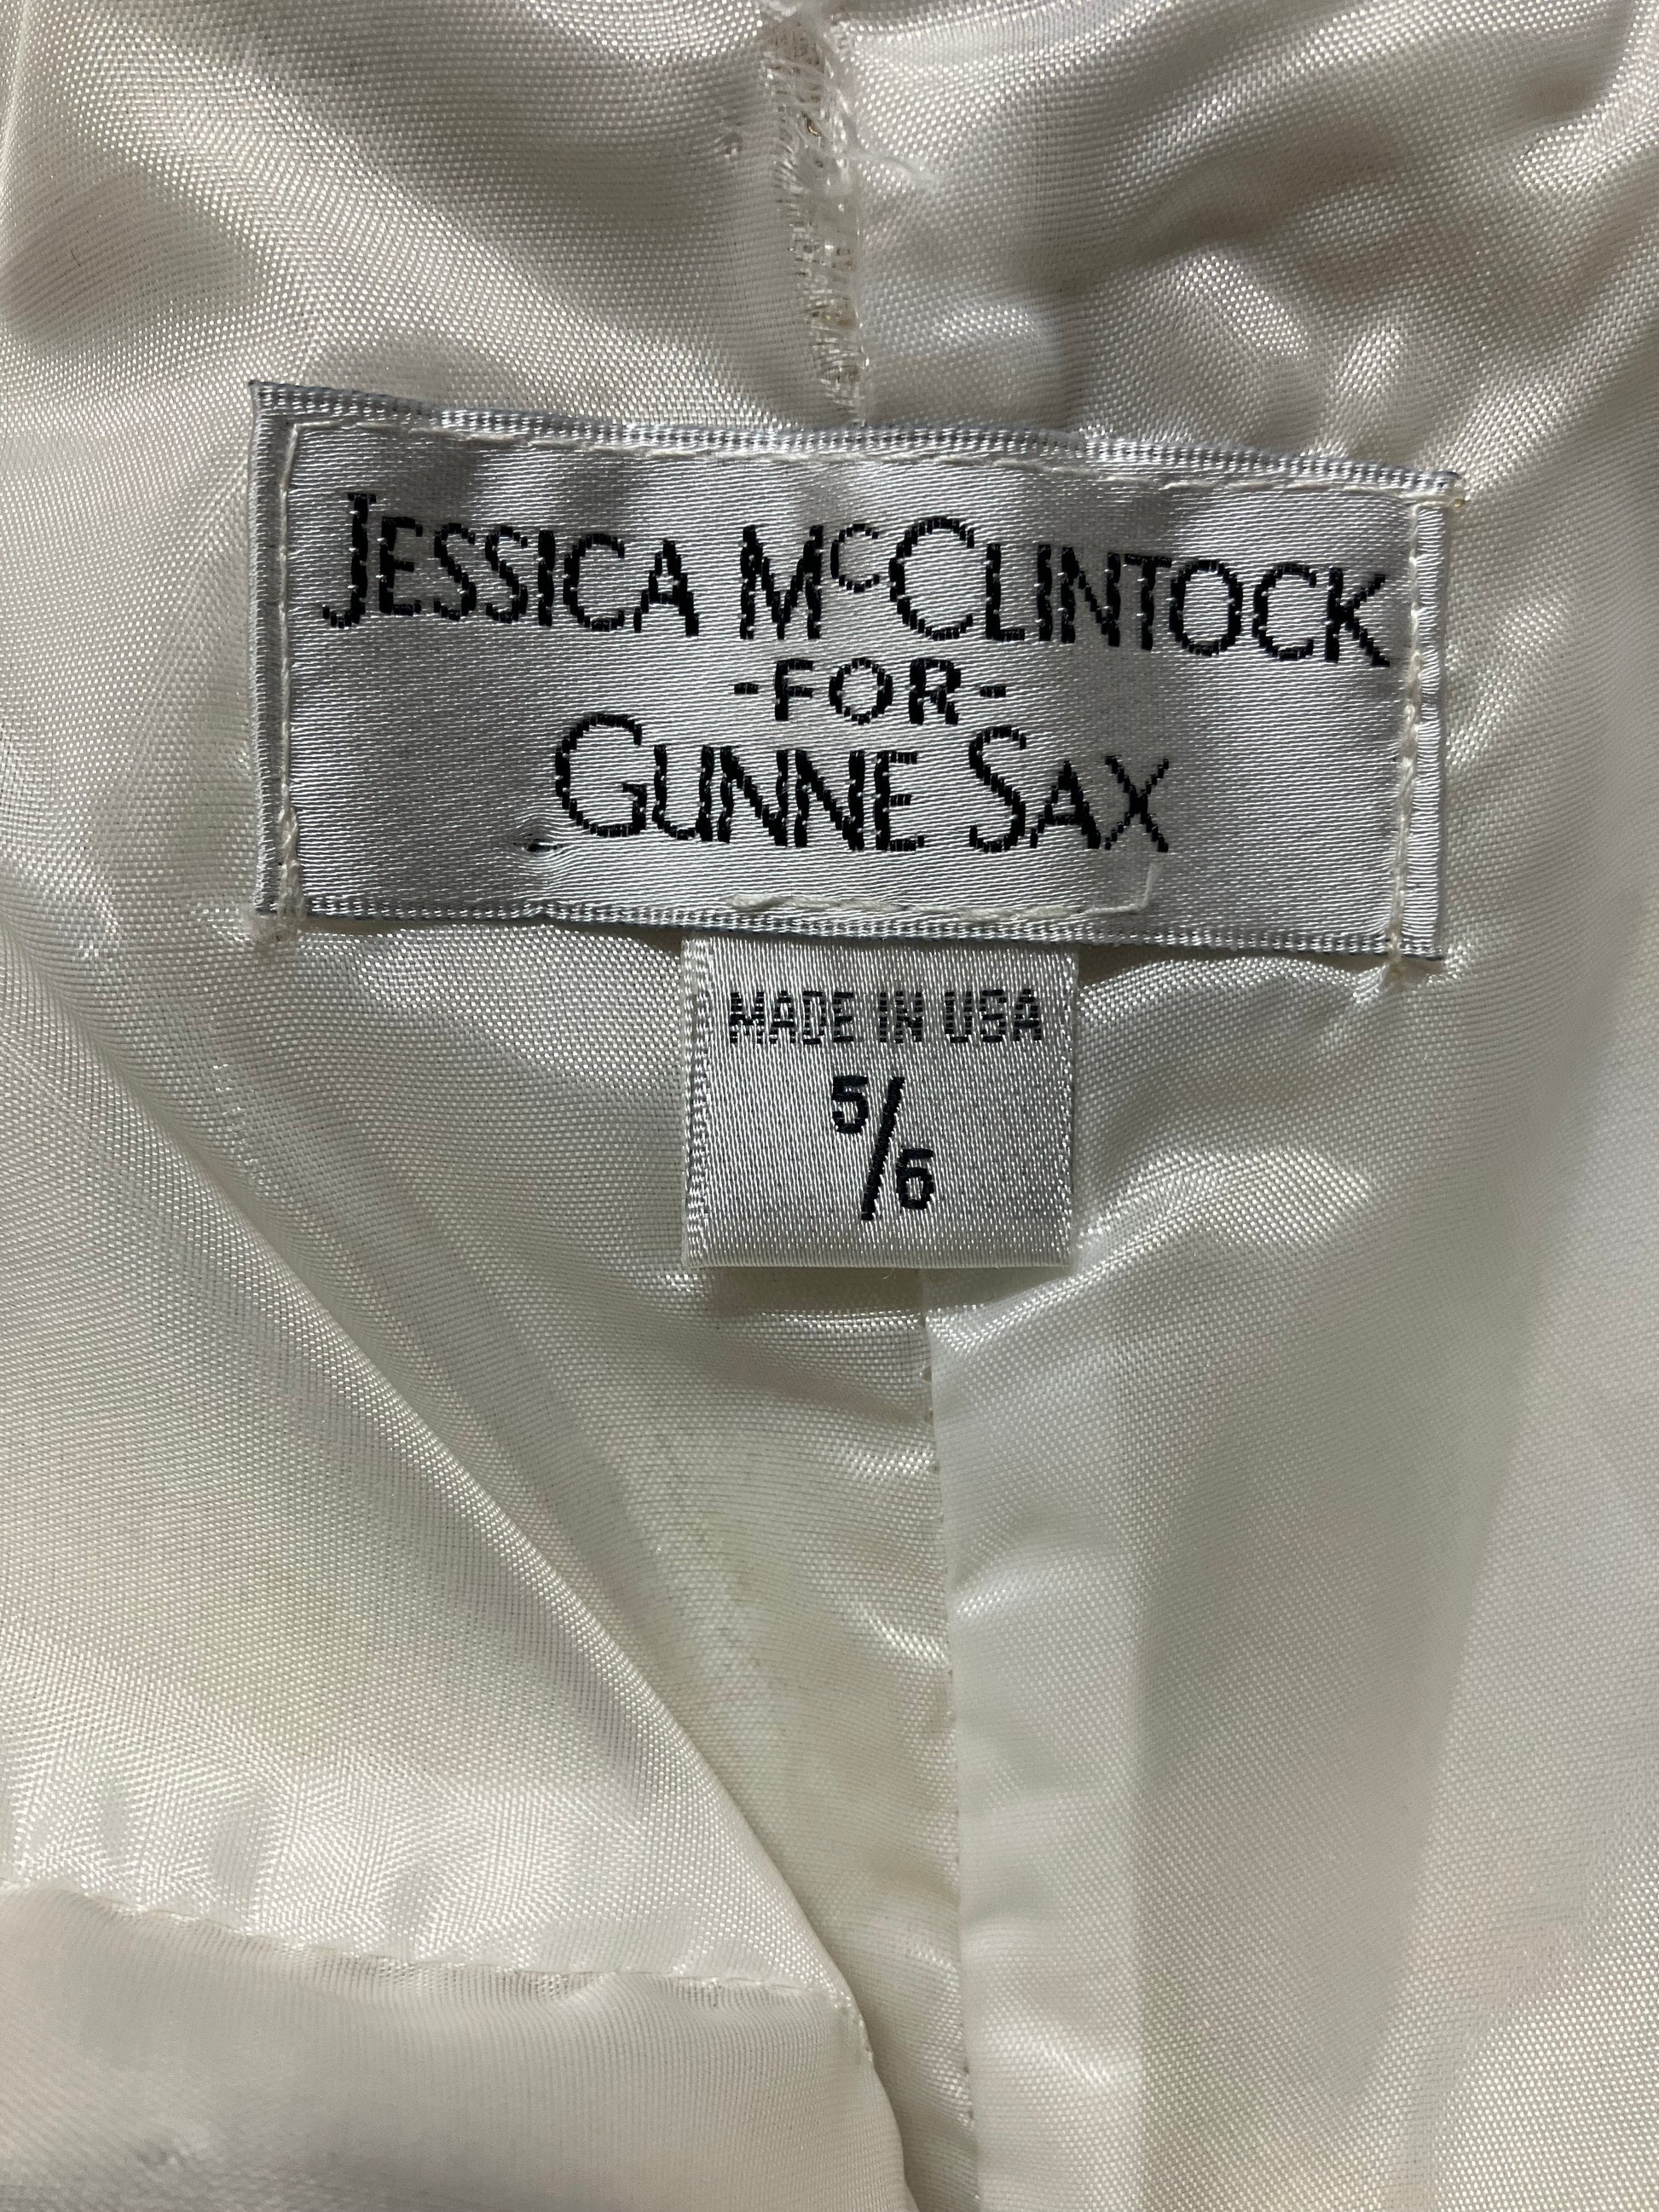 JESSICA McCLINTOCK
-FOR-
GUNNE SAX
MADE IN USA
5/6